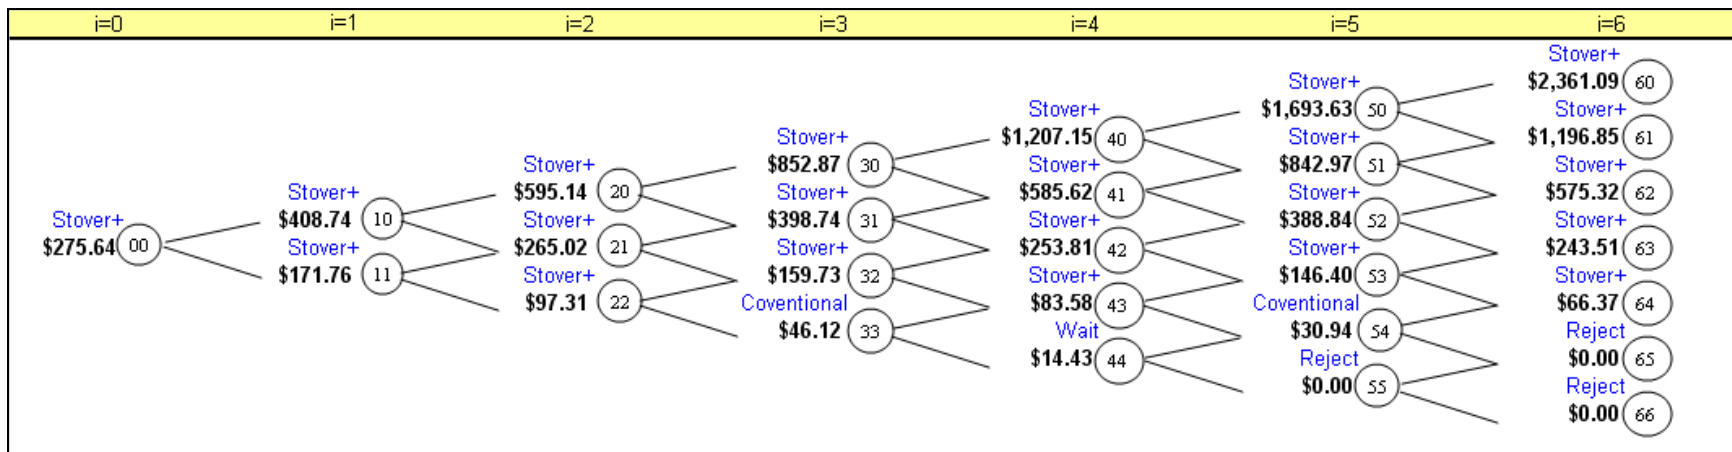 i=0 i=1 i=2 i=3 i=4 i=5 i=6
Stover+
$275.64 00
Stover+
$408.74 10
Stover+
$171.76 11
Stover+
$595.14 20
Stover+
$265.02 21
Stover+
$97.31 22
Stover+
$852.87 30
Stover+
$398.74 31
Stover+
$159.73 32
Coventional
$46.12 33
Stover+
$1,207.15 40
Stover+
$585.62 41
Stover+
$253.81 42
Stover+
$83.58 43
Wait
$14.43 44
Stover+
$1,693.63 50
Stover+
$842.97 51
Stover+
$388.84 52
Stover+
$146.40 53
Coventional
$30.94 54
Reject
$0.00 55
Stover+
$2,361.09 60
Stover+
$1,196.85 61
Stover+
$575.32 62
Stover+
$243.51 63
Stover+
$66.37 64
Reject
$0.00 65
Reject
$0.00 66